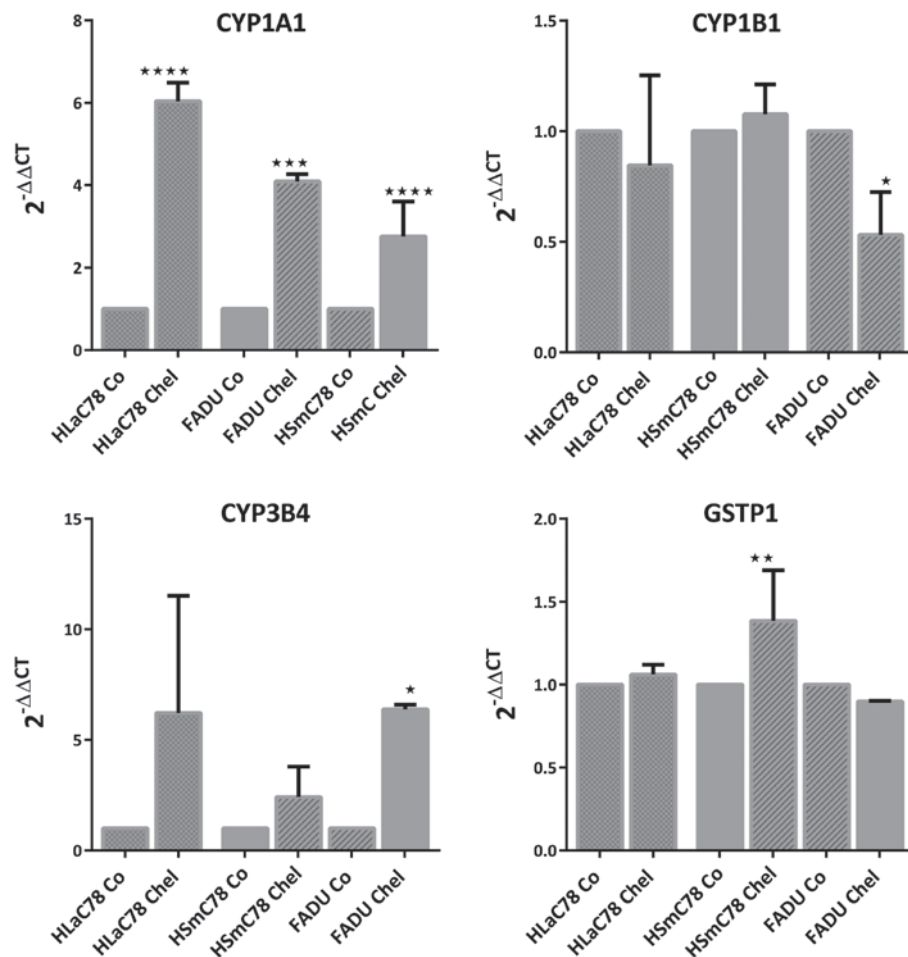 CYP1A1
8
6
4
2
0
2^-ΔΔCT
★★★★
★★★
★★★★
HLaC78 Co
HLaC78 Chel
FADU Co
FADU Chel
HSmC78 Co
HSmC Chel
CYP1B1
1.5
1.0
0.5
0.0
2^-ΔΔCT
★
HLaC78 Co
HLaC78 Chel
HSmC78 Co
HSmC78 Chel
FADU Co
FADU Chel
CYP3B4
15
10
5
0
2^-ΔΔCT
★
HLaC78 Co
HLaC78 Chel
HSmC78 Co
HSmC78 Chel
FADU Co
FADU Chel
GSTP1
2.0
1.5
1.0
0.5
0.0
2^-ΔΔCT
★★
HLaC78 Co
HLaC78 Chel
HSmC78 Co
HSmC78 Chel
FADU Co
FADU Chel